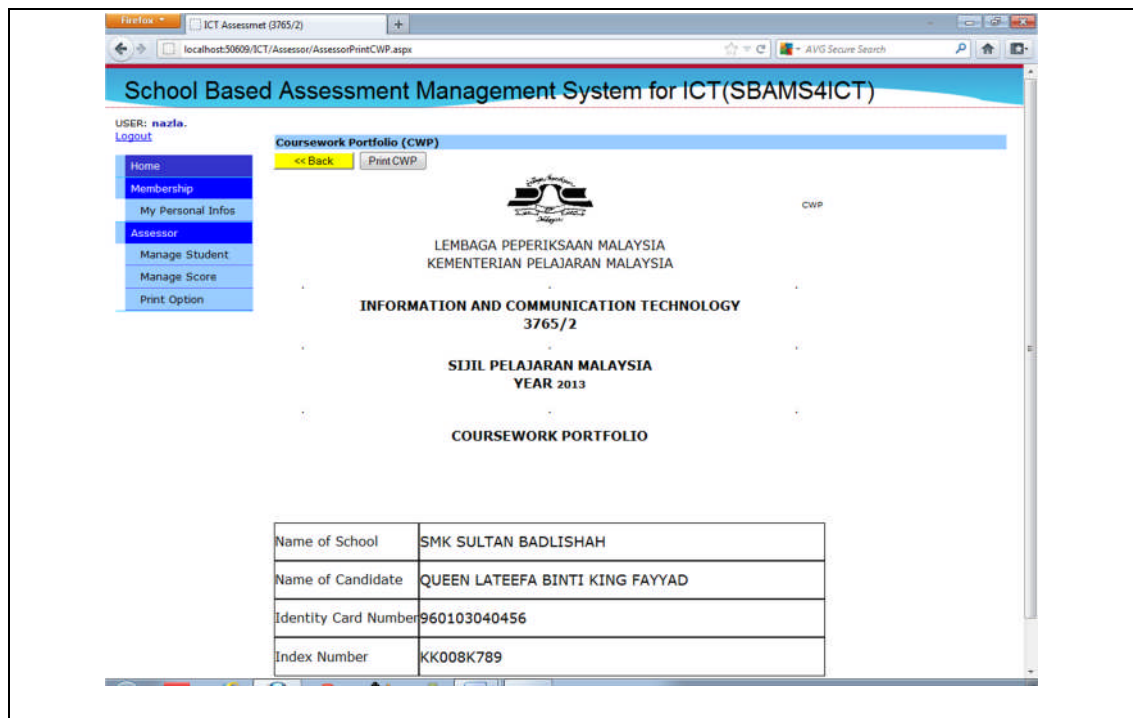 Firefox
ICT Assessmet (3765/2)
localhost:50609/ICT/Assessor/AssessorPrintCWP.aspx
AVG Secure Search
School Based Assessment Management System for ICT(SBAMS4ICT)
USER: nazla.
Logout
Coursework Portfolio (CWP)
<< Back Print CWP
Home
Membership
My Personal Infos
Assessor
Manage Student
Manage Score
Print Option
CWP
LEMBAGA PEPERIKSAAN MALAYSIA
KEMENTERIAN PELAJARAN MALAYSIA
INFORMATION AND COMMUNICATION TECHNOLOGY
3765/2
SIJIL PELAJARAN MALAYSIA
YEAR 2013
COURSEWORK PORTFOLIO
Name of School SMK SULTAN BADLISHAH
Name of Candidate QUEEN LATEEFA BINTI KING FAYYAD
Identity Card Number 960103040456
Index Number KK008K789